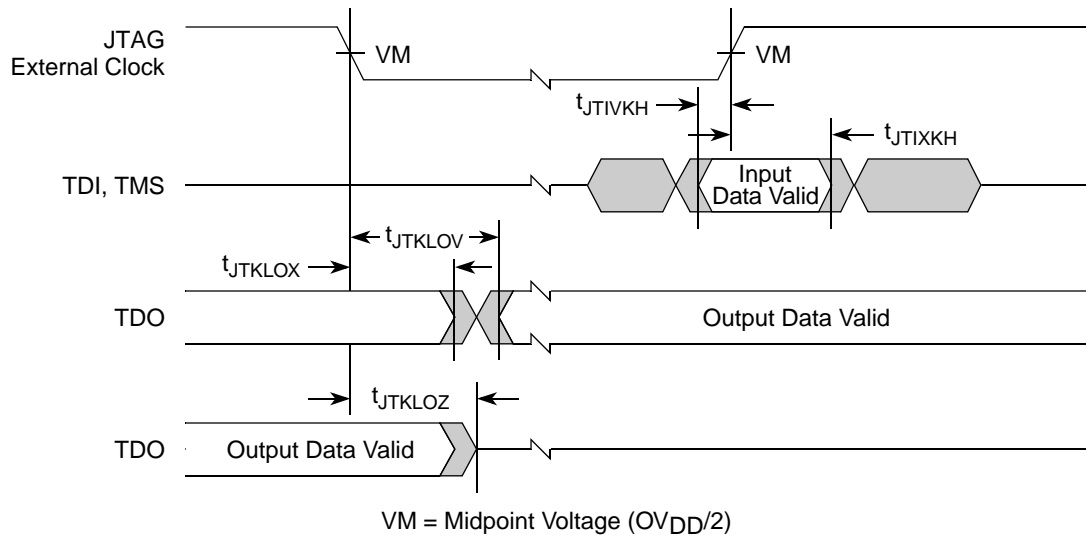 JTAG
External Clock
VM
VM
tJTIVKH
tJTIXKH
TDI, TMS
Input
Data Valid
tJTKLOV
tJTKLOX
TDO
Output Data Valid
tJTKLOZ
TDO
Output Data Valid
VM = Midpoint Voltage (OVDD/2)